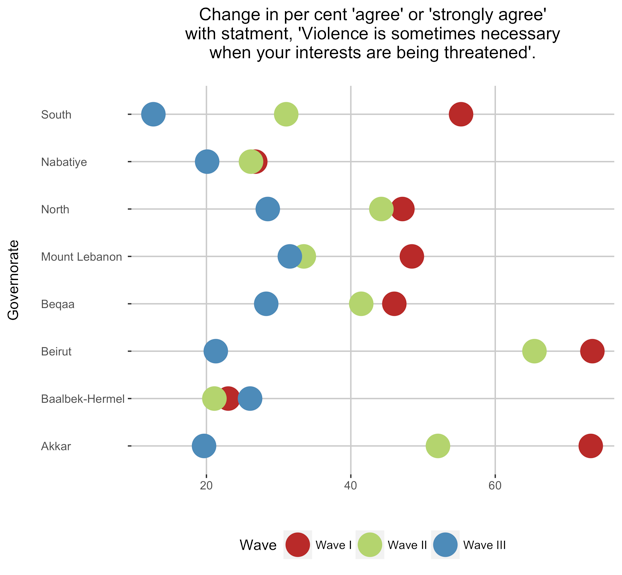 Change in per cent 'agree' or 'strongly agree'
with statment, 'Violence is sometimes necessary
when your interests are being threatened'.
Governorate
South
Nabatiye
North
Mount Lebanon
Beqaa
Beirut
Baalbek-Hermel
Akkar
20 40 60
Wave Wave I Wave II Wave III